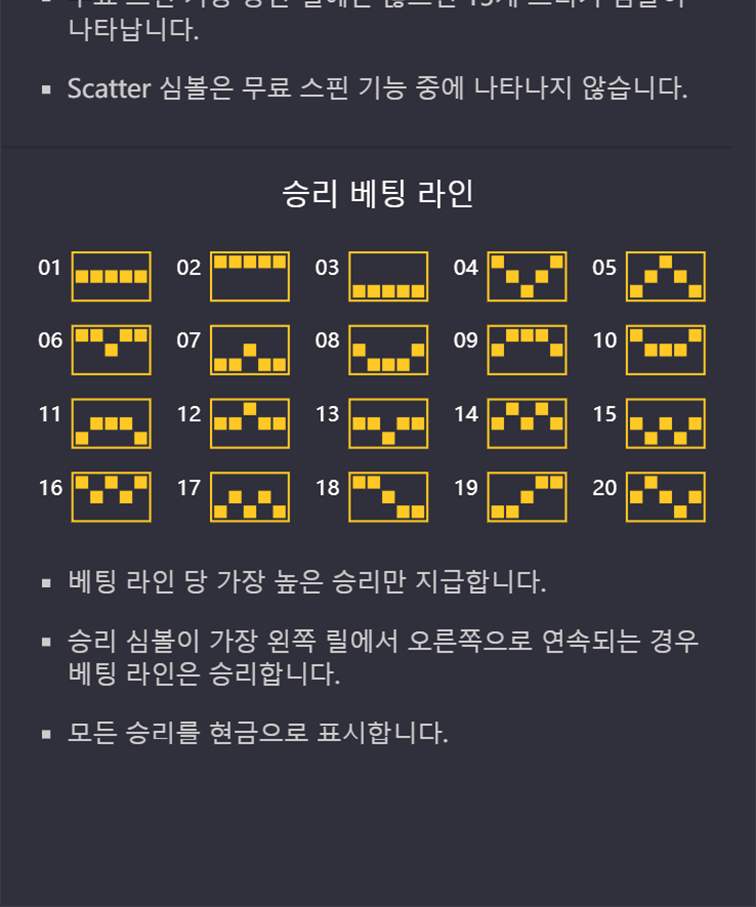 나타납니다.
▪ Scatter 심볼은 무료 스핀 기능 중에 나타나지 않습니다.
승리 베팅 라인
01 02 03 04 05
06 07 08 09 10
11 12 13 14 15
16 17 18 19 20
▪ 베팅 라인 당 가장 높은 승리만 지급합니다.
▪ 승리 심볼이 가장 왼쪽 릴에서 오른쪽으로 연속되는 경우
베팅 라인은 승리합니다.
▪ 모든 승리를 현금으로 표시합니다.